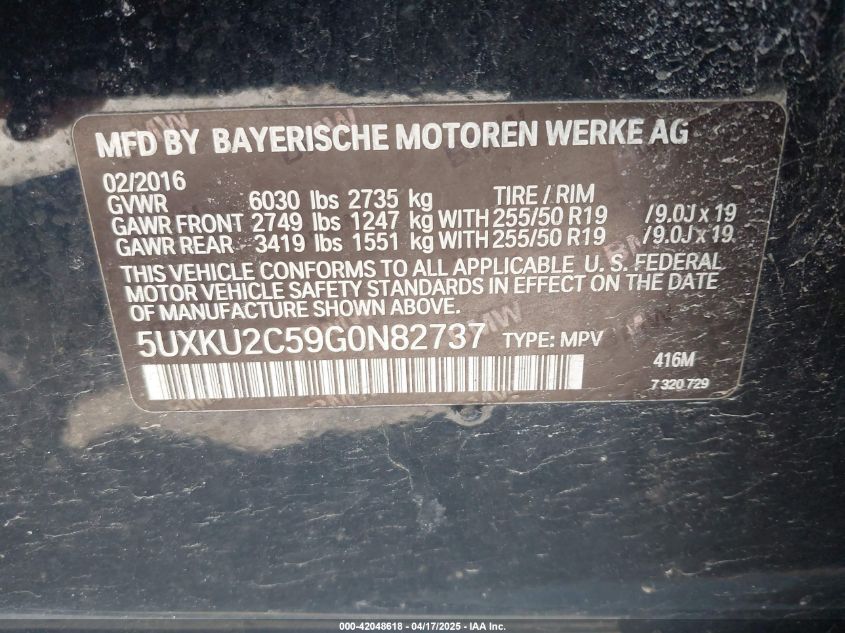 MFD BY BAYERISCHE MOTOREN WERKE AG
02/2016
GVWR 6030 lbs 2735 kg TIRE / RIM
GAWR FRONT 2749 lbs 1247 kg WITH 255/50 R19 /9.0J x 19
GAWR REAR 3419 lbs 1551 kg WITH 255/50 R19 /9.0J x 19
THIS VEHICLE CONFORMS TO ALL APPLICABLE U. S. FEDERAL
MOTOR VEHICLE SAFETY STANDARDS IN EFFECT ON THE DATE
OF MANUFACTURE SHOWN ABOVE.
5UXKU2C59G0N82737 TYPE: MPV
416M
7 320 729
000-42048618 - 04/17/2025 - IAA Inc.